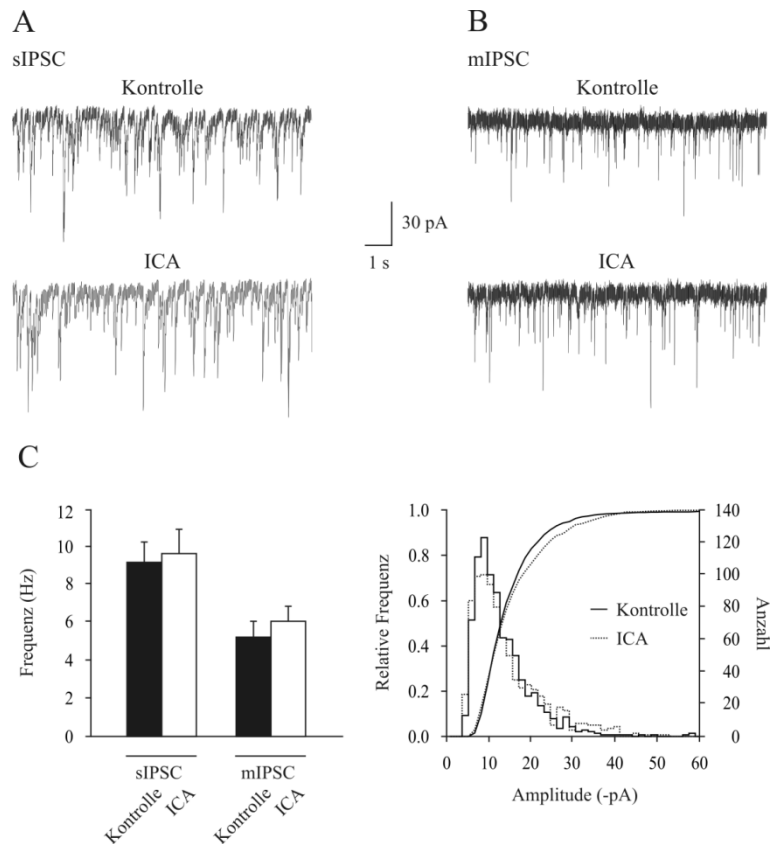 A
B
sIPSC
mIPSC
Kontrolle
Kontrolle
30 pA
1 s
ICA
ICA
C
12
10
8
6
4
2
0
Frequenz (Hz)
sIPSC
mIPSC
Kontrolle
ICA
Kontrolle
ICA
1.0
0.8
0.6
0.4
0.2
0.0
Relative Frequenz
140
120
100
80
60
40
20
0
Anzahl
Kontrolle
ICA
0 10 20 30 40 50 60
Amplitude (-pA)